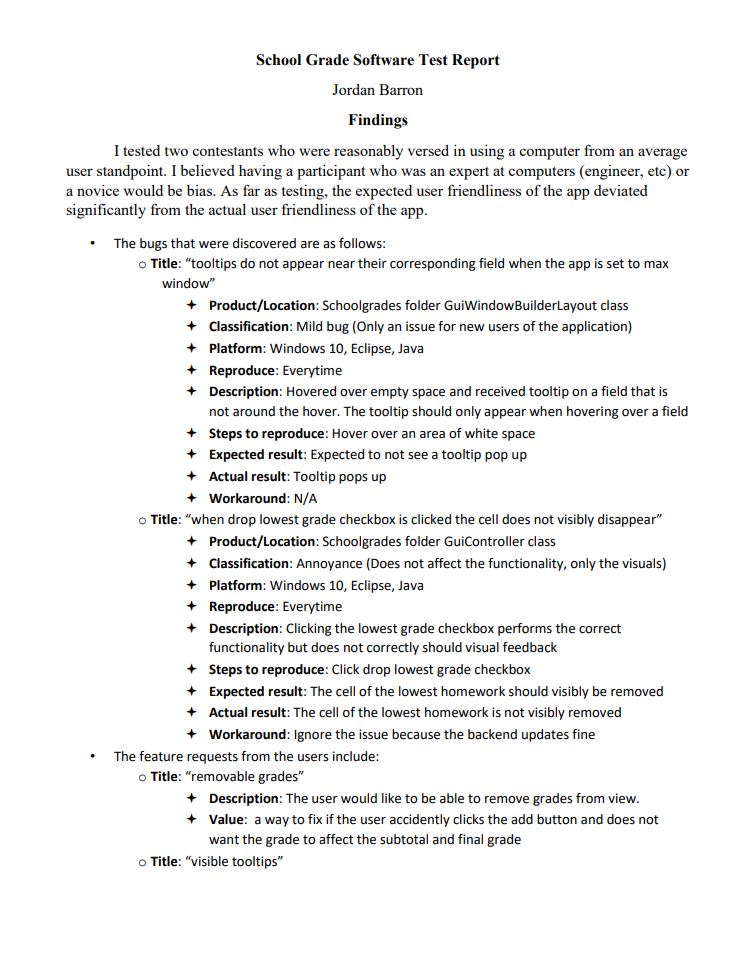 School Grade Software Test Report
Jordan Barron
Findings
I tested two contestants who were reasonably versed in using a computer from an average
user standpoint. I believed having a participant who was an expert at computers (engineer, etc) or
a novice would be bias. As far as testing, the expected user friendliness of the app deviated
significantly from the actual user friendliness of the app.
• The bugs that were discovered are as follows:
o Title: “tooltips do not appear near their corresponding field when the app is set to max
window”
✦ Product/Location: Schoolgrades folder GuiWindowBuilderLayout class
✦ Classification: Mild bug (Only an issue for new users of the application)
✦ Platform: Windows 10, Eclipse, Java
✦ Reproduce: Everytime
✦ Description: Hovered over empty space and received tooltip on a field that is
not around the hover. The tooltip should only appear when hovering over a field
✦ Steps to reproduce: Hover over an area of white space
✦ Expected result: Expected to not see a tooltip pop up
✦ Actual result: Tooltip pops up
✦ Workaround: N/A
o Title: “when drop lowest grade checkbox is clicked the cell does not visibly disappear”
✦ Product/Location: Schoolgrades folder GuiController class
✦ Classification: Annoyance (Does not affect the functionality, only the visuals)
✦ Platform: Windows 10, Eclipse, Java
✦ Reproduce: Everytime
✦ Description: Clicking the lowest grade checkbox performs the correct
functionality but does not correctly should visual feedback
✦ Steps to reproduce: Click drop lowest grade checkbox
✦ Expected result: The cell of the lowest homework should visibly be removed
✦ Actual result: The cell of the lowest homework is not visibly removed
✦ Workaround: Ignore the issue because the backend updates fine
• The feature requests from the users include:
o Title: “removable grades”
✦ Description: The user would like to be able to remove grades from view.
✦ Value: a way to fix if the user accidently clicks the add button and does not
want the grade to affect the subtotal and final grade
o Title: “visible tooltips”